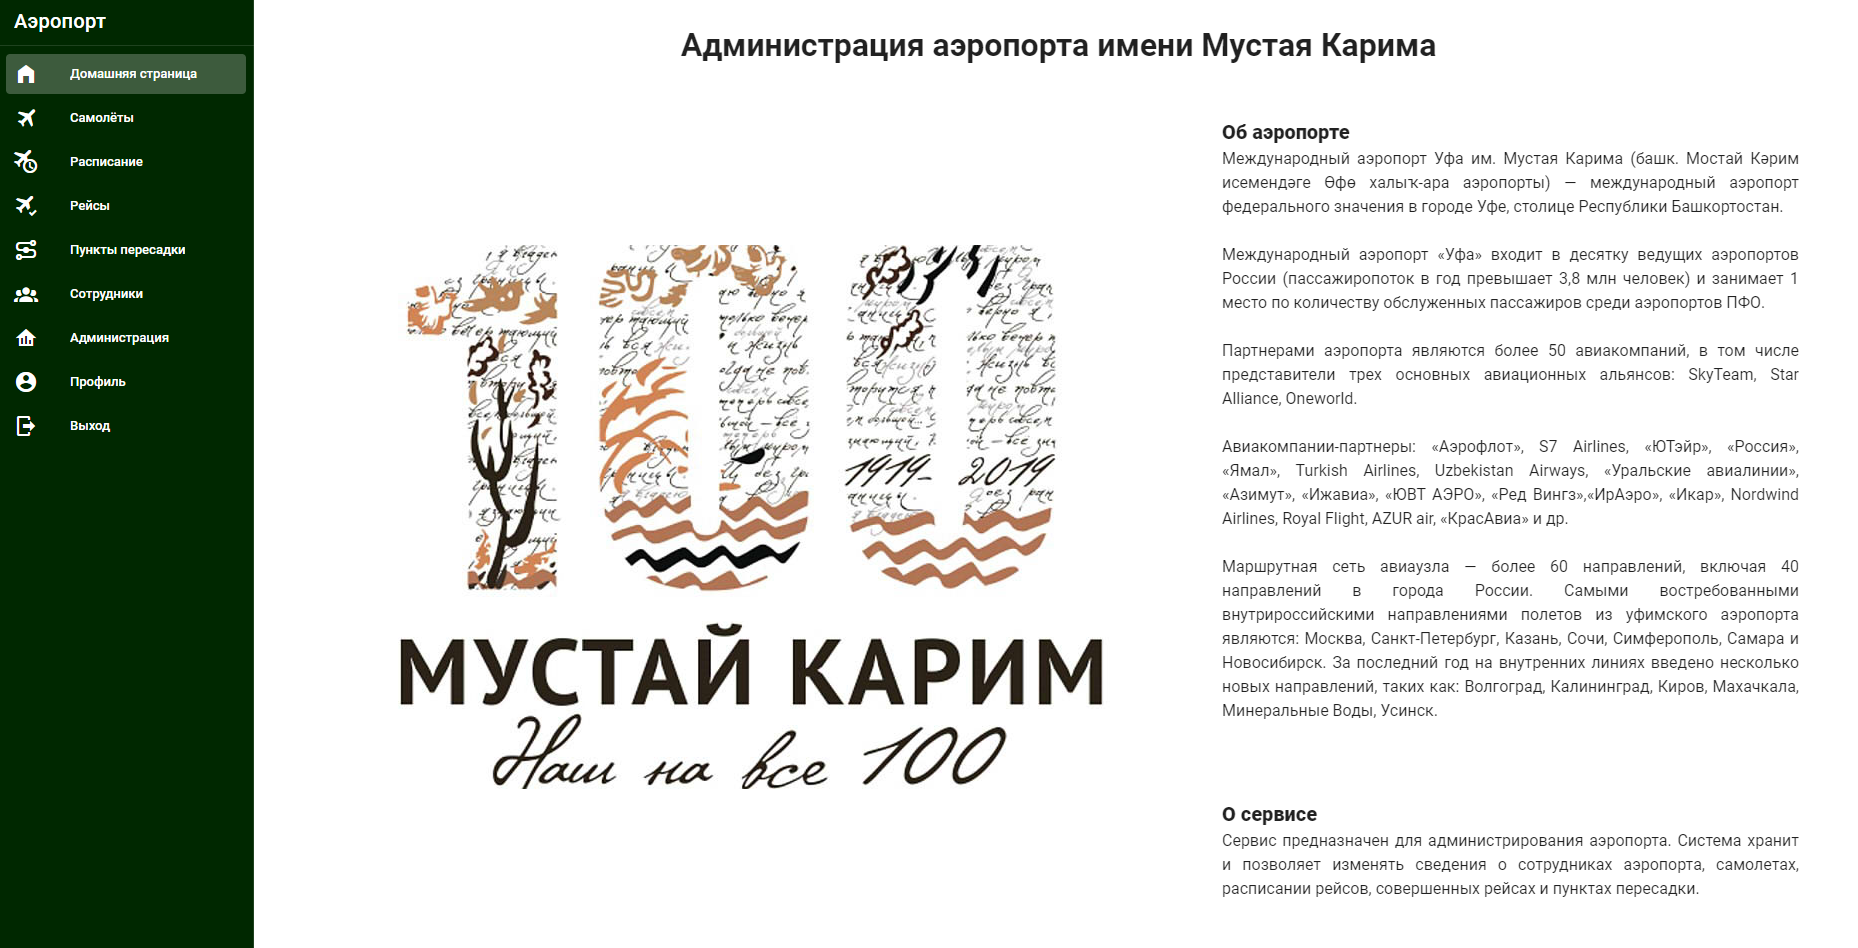 Аэропорт
Домашняя страница
Самолёты
Расписание
Рейсы
Пункты пересадки
Сотрудники
Администрация
Профиль
Выход
Администрация аэропорта имени Мустая Карима
1919- 2019
МУСТАЙ КАРИМ
Наш на все 100
Об аэропорте
Международный аэропорт Уфа им. Мустая Карима (башк. Мостай Кәрим
исемендәге Өфө халыҡ-ара аэропорты) — международный аэропорт
федерального значения в городе Уфе, столице Республики Башкортостан.
Международный аэропорт «Уфа» входит в десятку ведущих аэропортов
России (пассажиропоток в год превышает 3,8 млн человек) и занимает 1
место по количеству обслуженных пассажиров среди аэропортов ПФО.
Партнерами аэропорта являются более 50 авиакомпаний, в том числе
представители трех основных авиационных альянсов: SkyTeam, Star
Alliance, Oneworld.
Авиакомпании-партнеры: «Аэрофлот», S7 Airlines, «ЮТэйр», «Россия»,
«Ямал», Turkish Airlines, Uzbekistan Airways, «Уральские авиалинии»,
«Азимут», «Ижавиа», «ЮВТ АЭРО», «Ред Вингз»,«ИрАэро», «Икар», Nordwind
Airlines, Royal Flight, AZUR air, «КрасАвиа» и др.
Маршрутная сеть авиаузла — более 60 направлений, включая 40
направлений в города России. Самыми востребованными
внутрироссийскими направлениями полетов из уфимского аэропорта
являются: Москва, Санкт-Петербург, Казань, Сочи, Симферополь, Самара и
Новосибирск. За последний год на внутренних линиях введено несколько
новых направлений, таких как: Волгоград, Калининград, Киров, Махачкала,
Минеральные Воды, Усинск.
О сервисе
Сервис предназначен для администрирования аэропорта. Система хранит
и позволяет изменять сведения о сотрудниках аэропорта, самолетах,
расписании рейсов, совершенных рейсах и пунктах пересадки.